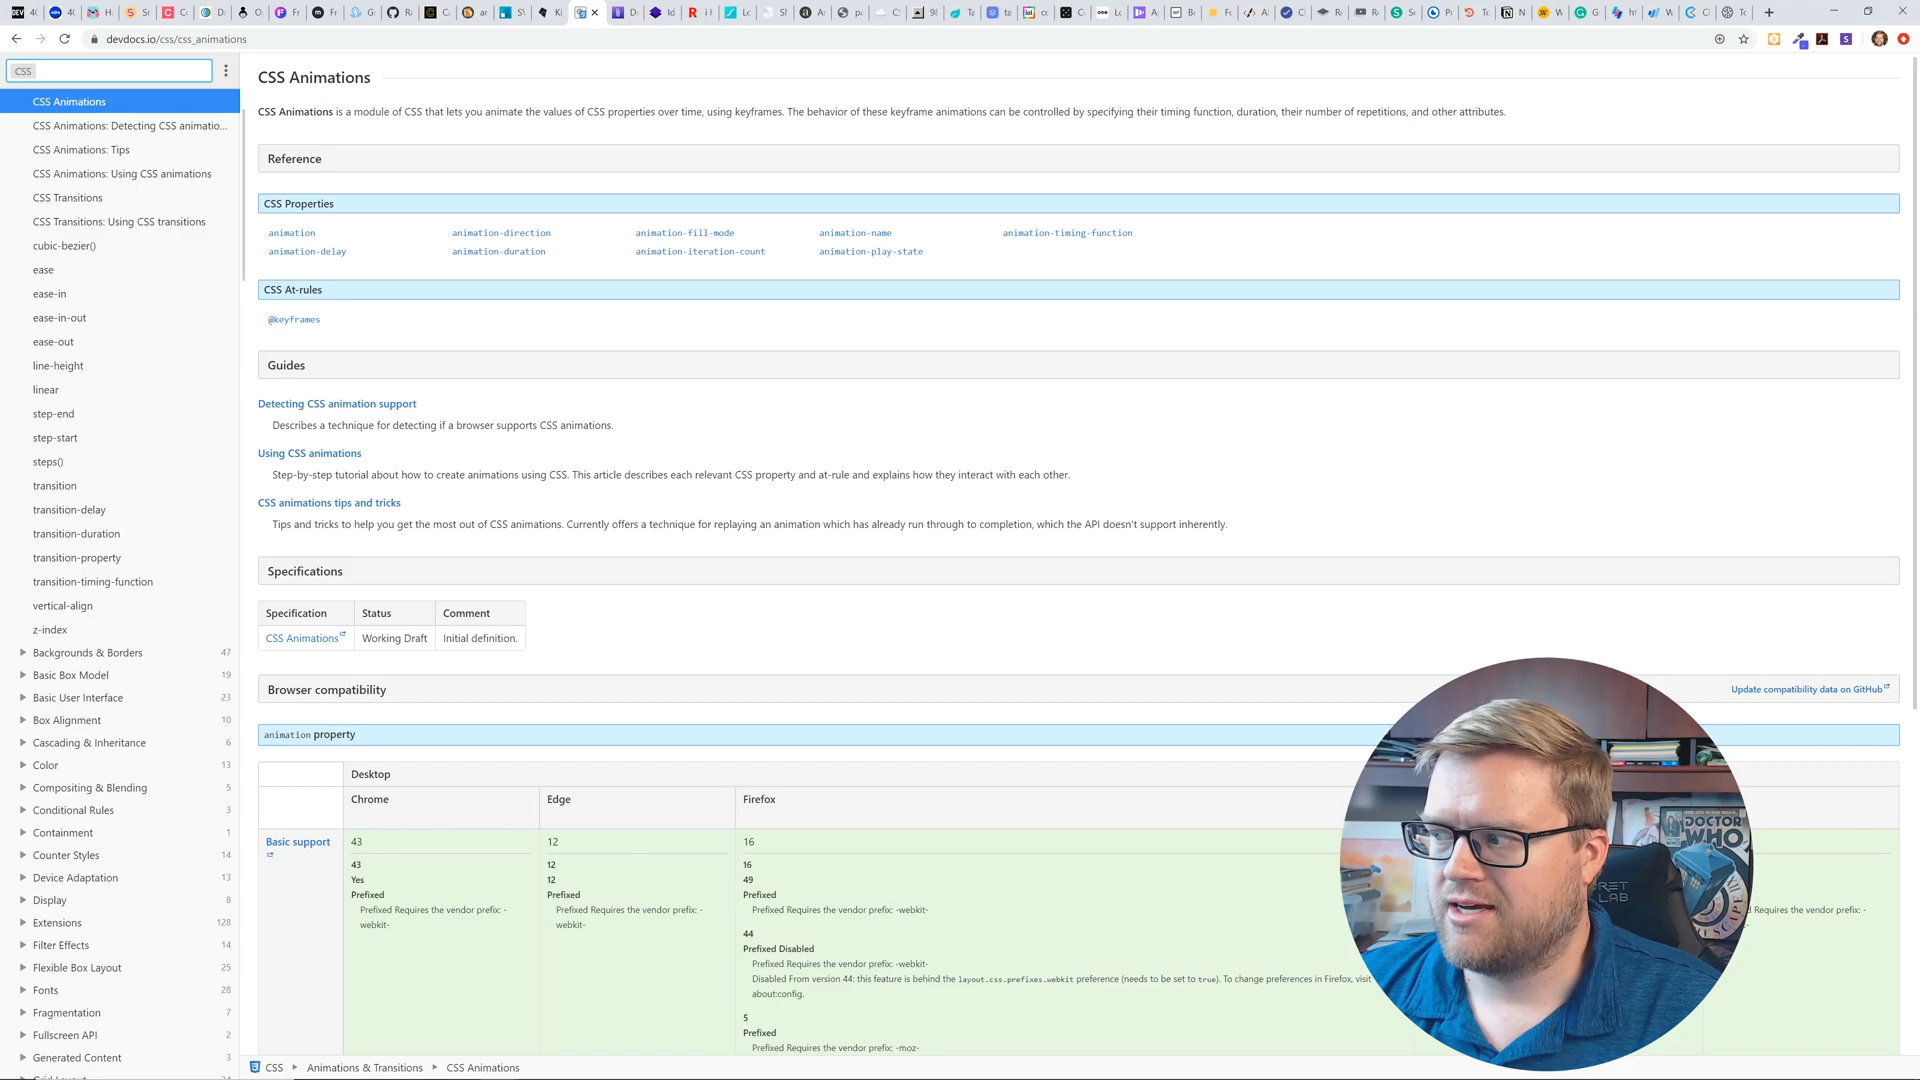 devdocs.io/css/css_animations
CSS
CSS Animations
CSS Animations: Detecting CSS animatio...
CSS Animations: Tips
CSS Animations: Using CSS animations
CSS Transitions
CSS Transitions: Using CSS transitions
cubic-bezier()
ease
ease-in
ease-in-out
ease-out
line-height
linear
step-end
step-start
steps()
transition
transition-delay
transition-duration
transition-property
transition-timing-function
vertical-align
z-index
Backgrounds & Borders 47
Basic Box Model 19
Basic User Interface 23
Box Alignment 10
Cascading & Inheritance 6
Color 13
Compositing & Blending 5
Conditional Rules 3
Containment 1
Counter Styles 14
Device Adaptation 13
Display 8
Extensions 128
Filter Effects 14
Flexible Box Layout 25
Fonts 28
Fragmentation 7
Fullscreen API 2
Generated Content 3
CSS Animations
CSS Animations is a module of CSS that lets you animate the values of CSS properties over time, using keyframes. The behavior of these keyframe animations can be controlled by specifying their timing function, duration, their number of repetitions, and other attributes.
Reference
CSS Properties
animation animation-direction animation-fill-mode animation-name animation-timing-function
animation-delay animation-duration animation-iteration-count animation-play-state
CSS At-rules
@keyframes
Guides
Detecting CSS animation support
Describes a technique for detecting if a browser supports CSS animations.
Using CSS animations
Step-by-step tutorial about how to create animations using CSS. This article describes each relevant CSS property and at-rule and explains how they interact with each other.
CSS animations tips and tricks
Tips and tricks to help you get the most out of CSS animations. Currently offers a technique for replaying an animation which has already run through to completion, which the API doesn't support inherently.
Specifications
Specification Status Comment
CSS Animations Working Draft Initial definition.
Browser compatibility Update compatibility data on GitHub
animation property
Desktop
Chrome Edge Firefox
Basic support 43 12 16
43 12 16
Yes 12 49
Prefixed Prefixed Prefixed
Prefixed Requires the vendor prefix: - Prefixed Requires the vendor prefix: - Prefixed Requires the vendor prefix: -webkit- Requires the vendor prefix: -
webkit- webkit-
44
Prefixed Disabled
Prefixed Requires the vendor prefix: -webkit-
Disabled From version 44: this feature is behind the layout.css.prefixes.webkit preference (needs to be set to true). To change preferences in Firefox, visit
about:config.
5
Prefixed
Prefixed Requires the vendor prefix: -moz-
DOCTOR
WHO
CSS Animations & Transitions CSS Animations